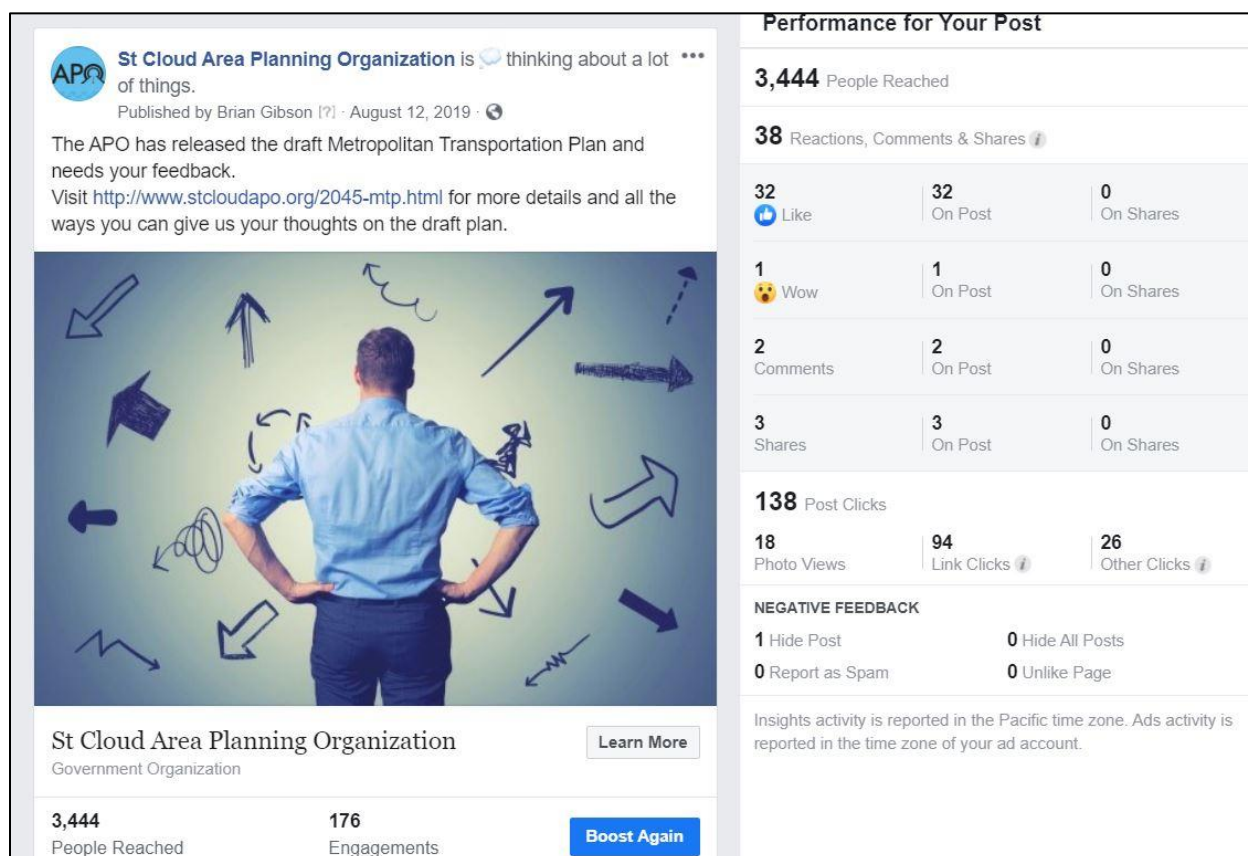 APO
St Cloud Area Planning Organization is thinking about a lot
of things.
Published by Brian Gibson [?] · August 12, 2019 ·
The APO has released the draft Metropolitan Transportation Plan and
needs your feedback.
Visit http://www.stcloudapo.org/2045-mtp.html for more details and all the
ways you can give us your thoughts on the draft plan.
St Cloud Area Planning Organization
Learn More
Government Organization
3,444
People Reached
176
Engagements
Boost Again
Performance for Your Post
3,444 People Reached
38 Reactions, Comments & Shares i
32
Like
32
On Post
0
On Shares
1
Wow
1
On Post
0
On Shares
2
Comments
2
On Post
0
On Shares
3
Shares
3
On Post
0
On Shares
138 Post Clicks
18
Photo Views
94
Link Clicks i
26
Other Clicks i
NEGATIVE FEEDBACK
1 Hide Post
0 Hide All Posts
0 Report as Spam
0 Unlike Page
Insights activity is reported in the Pacific time zone. Ads activity is
reported in the time zone of your ad account.